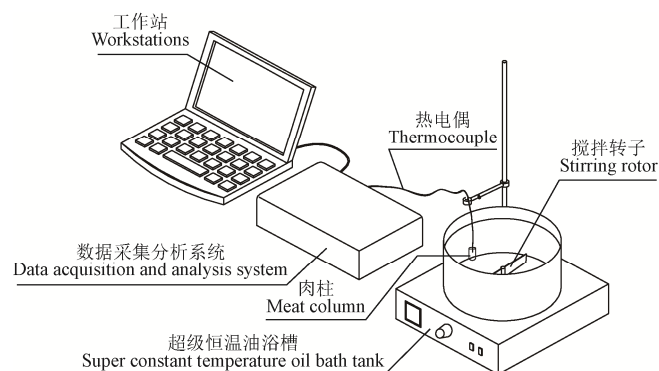 工作站
Workstations
热电偶
Thermocouple
搅拌转子
Stirring rotor
数据采集分析系统
Data acquisition and analysis system
肉柱
Meat column
超级恒温油浴槽
Super constant temperature oil bath tank